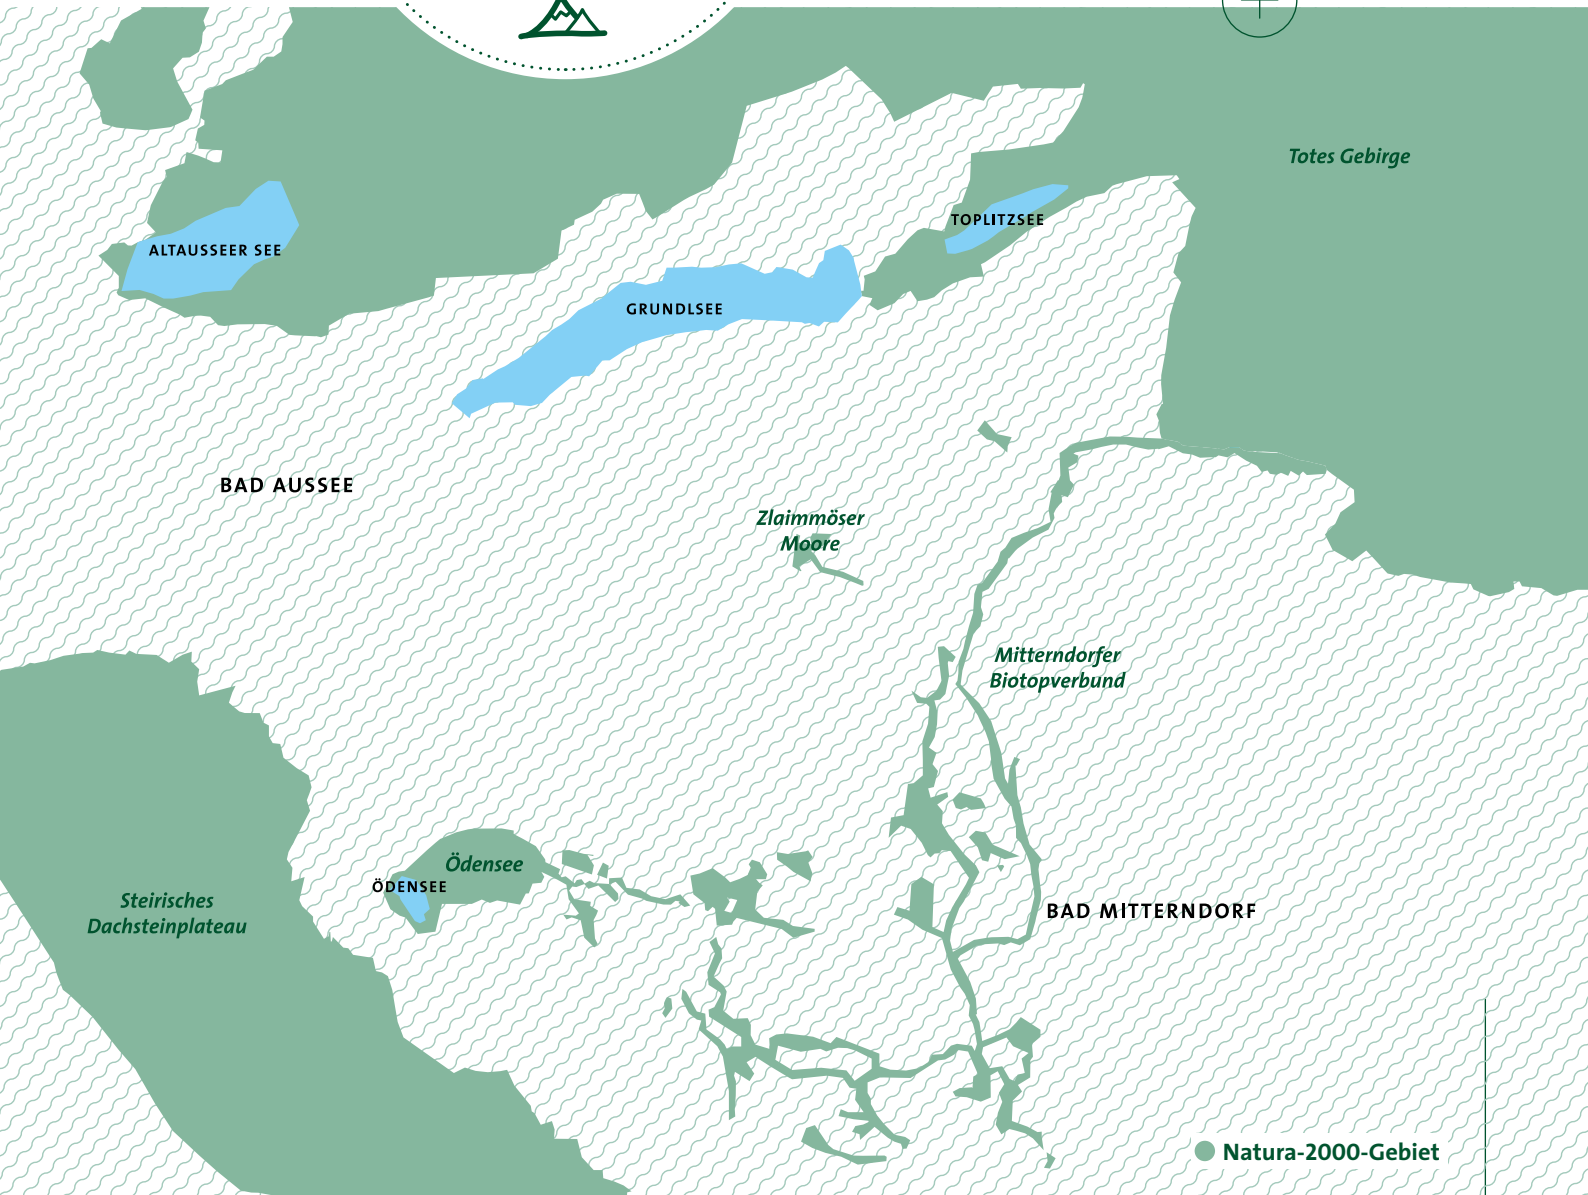 Totes Gebirge
TOPLITZSEE
ALTAUSSEER SEE
GRUNDLSEE
BAD AUSSEE
Zlaimmöser
Moore
Mitterndorfer
Biotopverbund
Ödensee
ÖDENSEE
Steirisches
Dachsteinplateau
BAD MITTERNDORF
Natura-2000-Gebiet